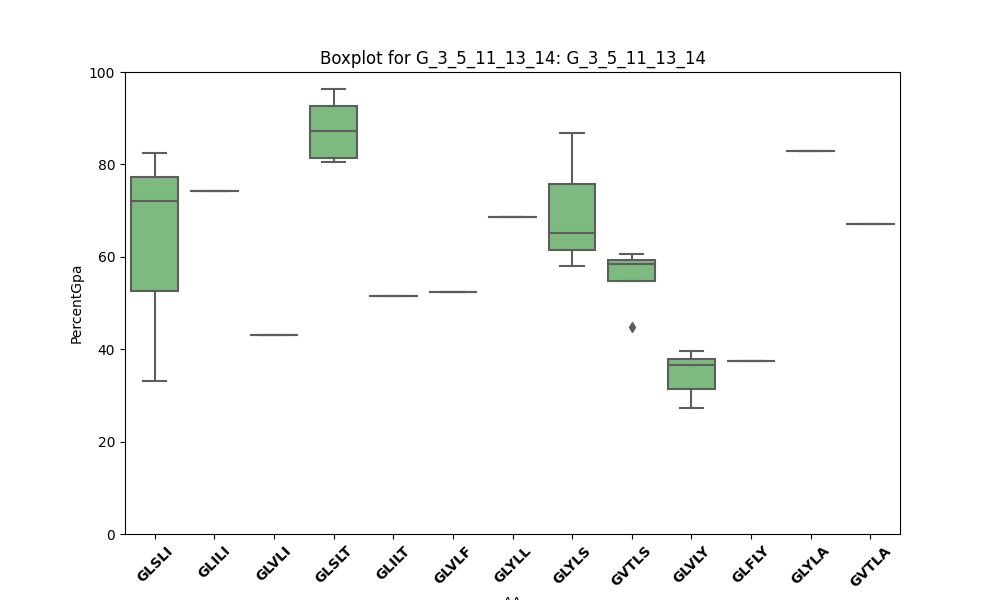 Boxplot for G_3_5_11_13_14: G_3_5_11_13_14
100
80
60
40
20
0
PercentGpa
GLSLI
GLILI
GLVLI
GLSLT
GLILT
GLVLF
GLYLL
GLYLS
GVTLS
GLVLY
GLFLY
GLYLA
GVTLA